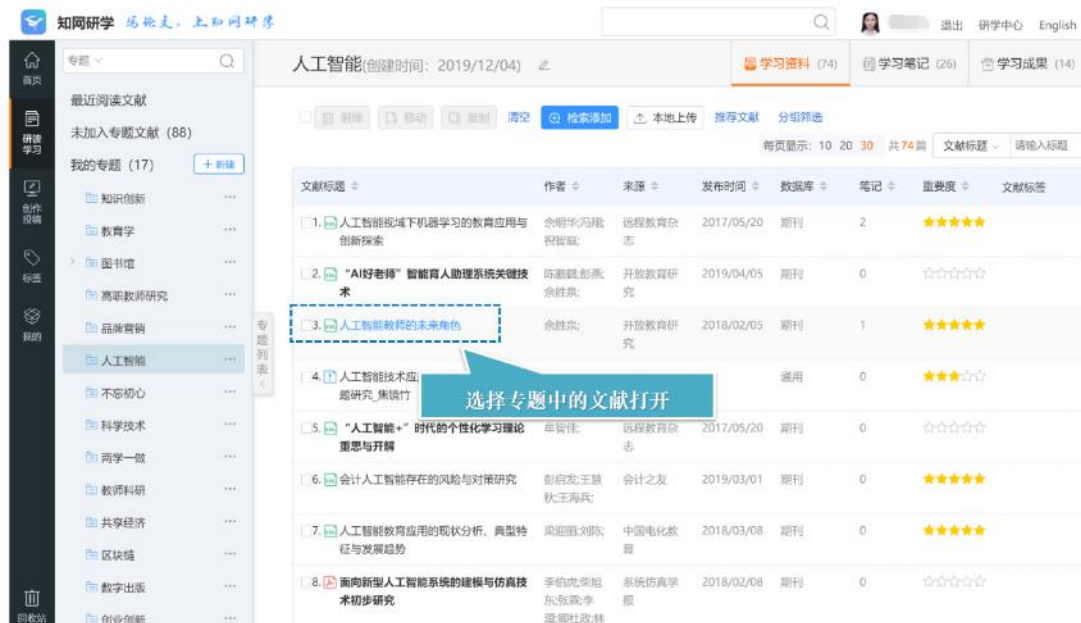 知网研学 上知网研学
退出 研学中心 English
首页
研读
学习
创作
投稿
标签
我的
回收站
专题
最近阅读文献
未加入专题文献 (88)
我的专题 (17) +新建
知识创新
教育学
图书馆
高职教师研究
品牌营销
人工智能
不忘初心
科学技术
两学一做
教师科研
共享经济
区块链
数字出版
创业创新
专题列表
人工智能(创建时间: 2019/12/04)
学习资料 (74) 学习笔记 (26) 学习成果 (14)
删除 移动 复制 清空 检索添加 本地上传 推荐文献 分组筛选
每页显示: 10 20 30 共74篇 文献标题 请输入标题
文献标题 作者 来源 发布时间 数据库 笔记 重要度 文献标签
1. 人工智能视域下机器学习的教育应用与 余明华;冯翔; 远程教育杂 2017/05/20 期刊 2
创新探索 祝智庭; 志
2. “AI好老师”智能育人助理系统关键技 陈鹏鹤;彭燕; 开放教育研 2019/04/05 期刊 0
术 余胜泉; 究
3. 人工智能教师的未来角色 余胜泉; 开放教育研 2018/02/05 期刊 1
究
4. 人工智能技术应 通用 0
题研究_焦镜竹
选择专题中的文献打开
5. “人工智能+”时代的个性化学习理论 牟智佳; 远程教育杂 2017/05/20 期刊 0
重思与开解 志
6. 会计人工智能存在的风险与对策研究 彭启发;王慧 会计之友 2019/03/01 期刊 0
秋;王海兵;
7. 人工智能教育应用的现状分析、典型特 梁迎丽;刘陈; 中国电化教 2018/03/08 期刊 0
征与发展趋势 育
8. 面向新型人工智能系统的建模与仿真技 李伯虎;柴旭 系统仿真学 2018/02/08 期刊 0
术初步研究 东;张霖;李 报
潭;卿杜政;林